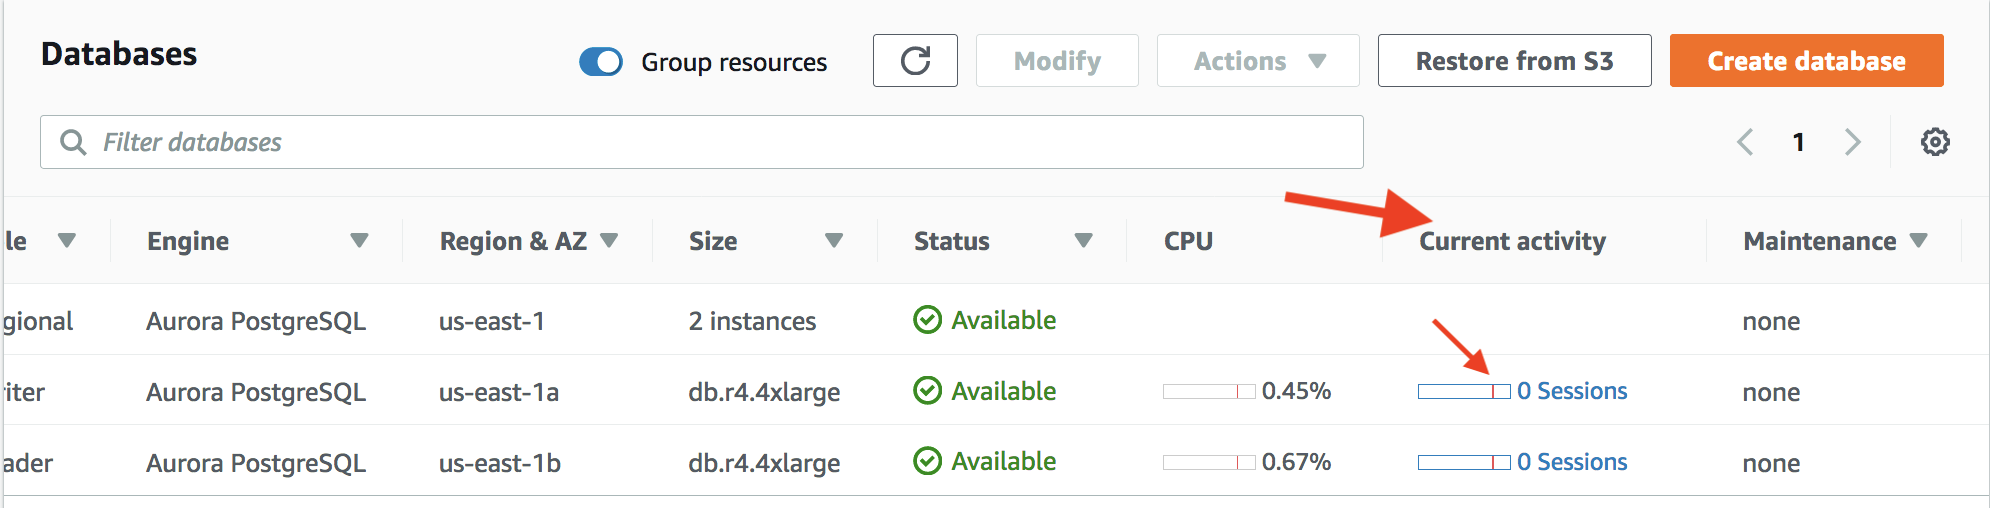 Databases Group resources Modify Actions Restore from S3 Create database
Filter databases 1
le Engine Region & AZ Size Status CPU Current activity Maintenance
gional Aurora PostgreSQL us-east-1 2 instances Available none
iter Aurora PostgreSQL us-east-1a db.r4.4xlarge Available 0.45% 0 Sessions none
ader Aurora PostgreSQL us-east-1b db.r4.4xlarge Available 0.67% 0 Sessions none